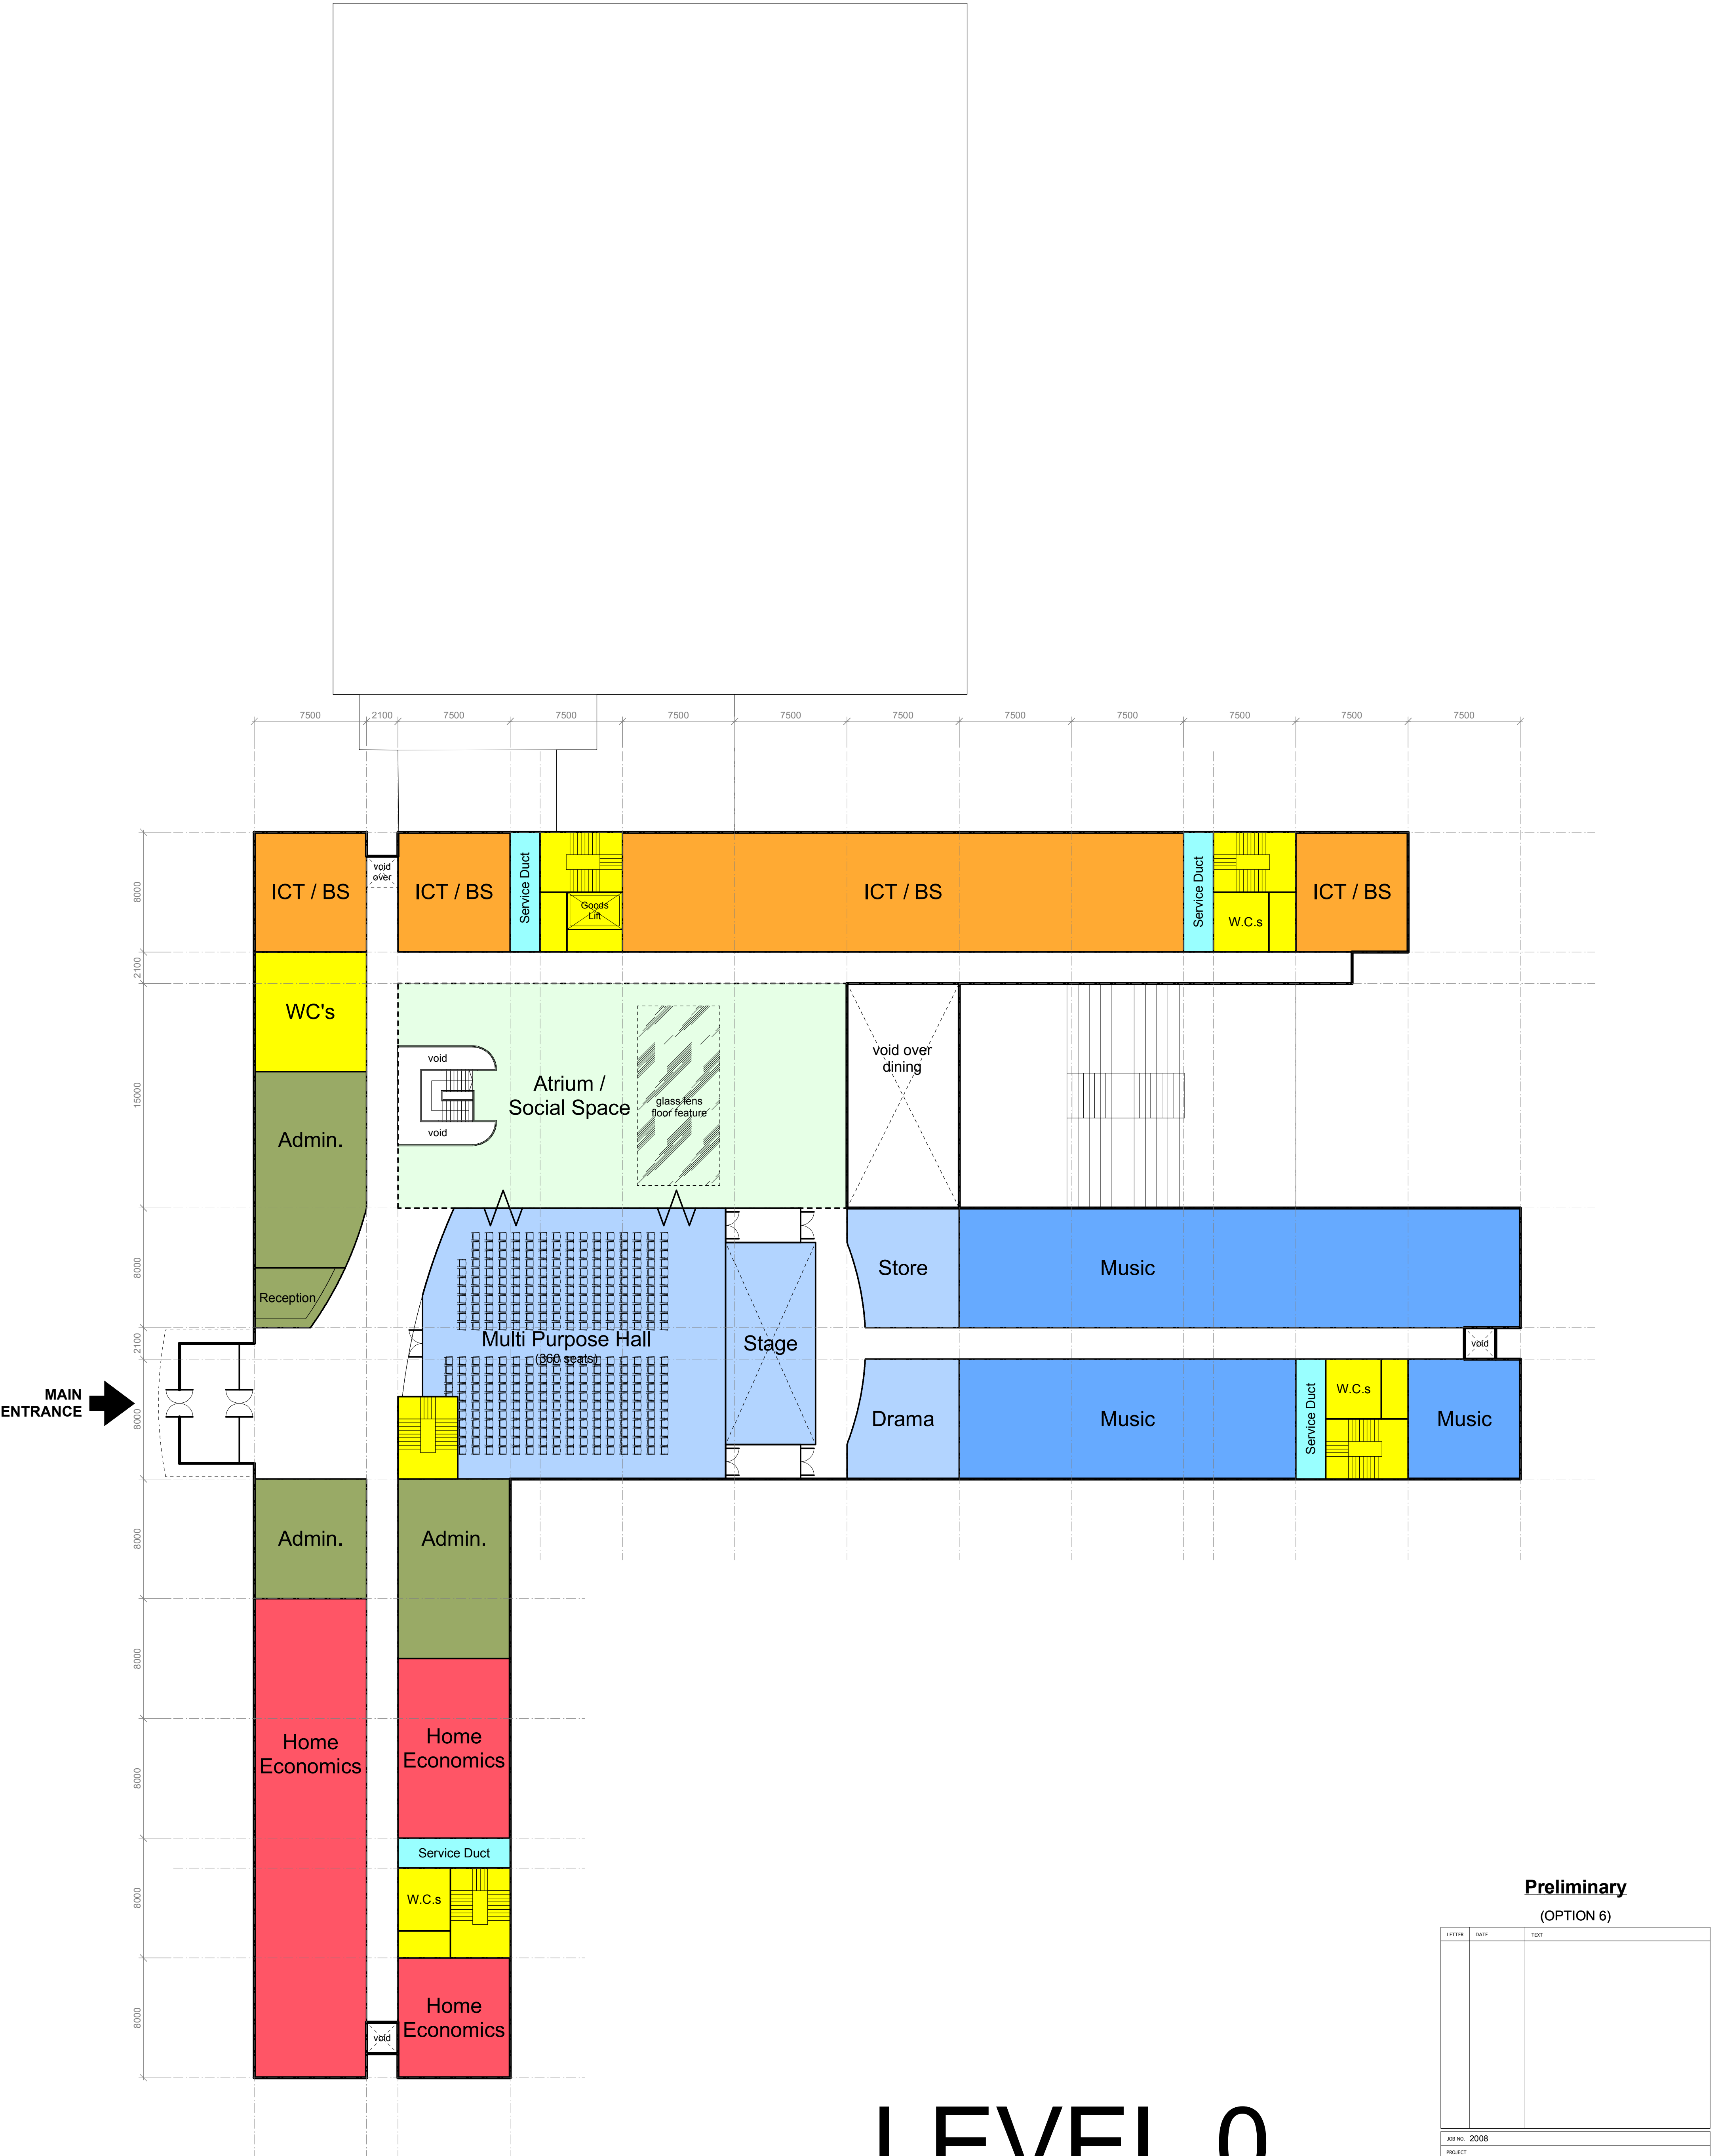 7500 2100 7500 7500 7500 7500 7500 7500 7500 7500 7500 7500
8000
2100
15000
8000
2100
8000
8000
8000
8000
8000
8000
ICT / BS
void
over
ICT / BS
Service Duct
Goods
Lift
ICT / BS
Service Duct
W.C.s
ICT / BS
WC's
void
void
Atrium /
Social Space
glass lens
floor feature
void over
dining
Admin.
Reception
Multi Purpose Hall
(360 seats)
Stage
Store
Music
void
MAIN
ENTRANCE
Drama
Music
Service Duct
W.C.s
Music
Admin.
Admin.
Home
Economics
Home
Economics
Service Duct
W.C.s
Home
Economics
void
Preliminary
(OPTION 6)
LETTER DATE TEXT
JOB NO. 2008
PROJECT
LEVEL 0